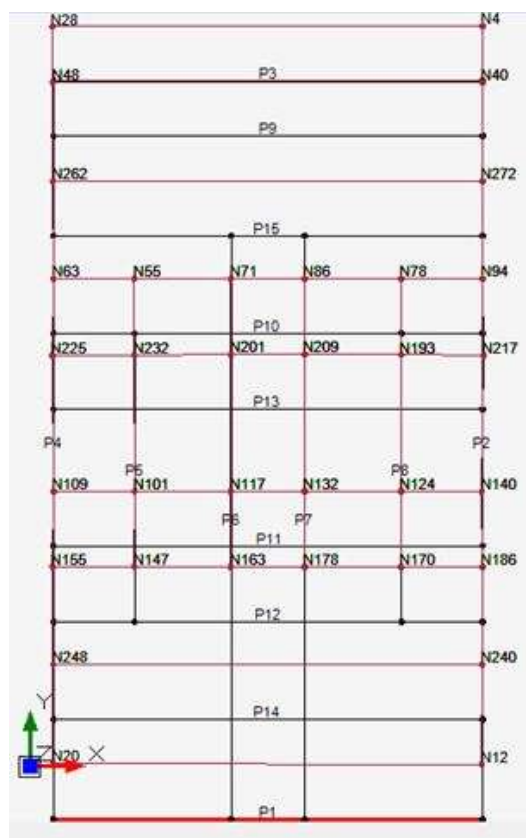 N28 N4
N48 P3 N40
P9
N262 N272
P15
N63 N55 N71 N86 N78 N94
P10
N225 N232 N201 N209 N193 N217
P13
P4 P2
P5 P8
N109 N101 N117 N132 N124 N140
P6 P7
P11
N155 N147 N163 N178 N170 N186
P12
N248 N240
Y
P14
Z X
N20 N12
P1